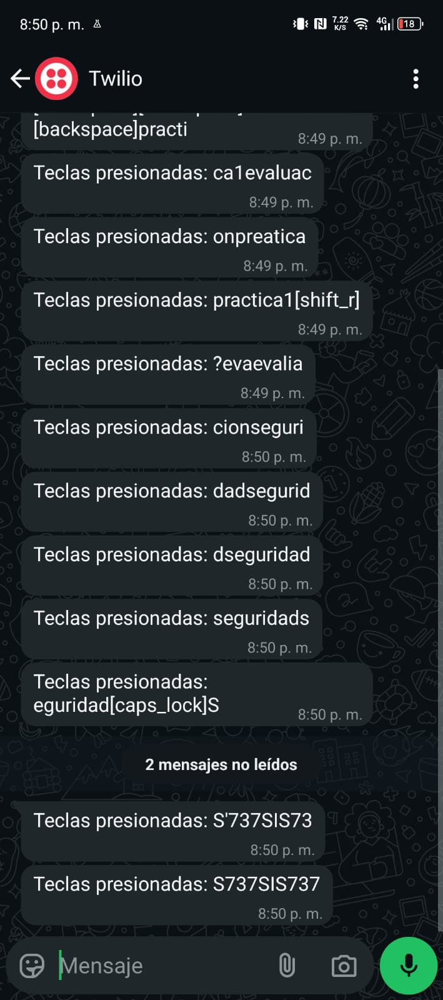 8:50 p. m.
7.22
K/S
4G
18
Twilio
[backspace]practi
8:49 p. m.
Teclas presionadas: ca1evaluac
8:49 p. m.
Teclas presionadas: onpreatica
8:49 p. m.
Teclas presionadas: practica1[shift_r]
8:49 p. m.
Teclas presionadas: ?evaevalia
8:49 p. m.
Teclas presionadas: cionseguri
8:50 p. m.
Teclas presionadas: dadsegurid
8:50 p. m.
Teclas presionadas: dseguridad
8:50 p. m.
Teclas presionadas: seguridads
8:50 p. m.
Teclas presionadas:
eguridad[caps_lock]S
8:50 p. m.
2 mensajes no leídos
Teclas presionadas: S'737SIS73
8:50 p. m.
Teclas presionadas: S737SIS737
8:50 p. m.
Mensaje